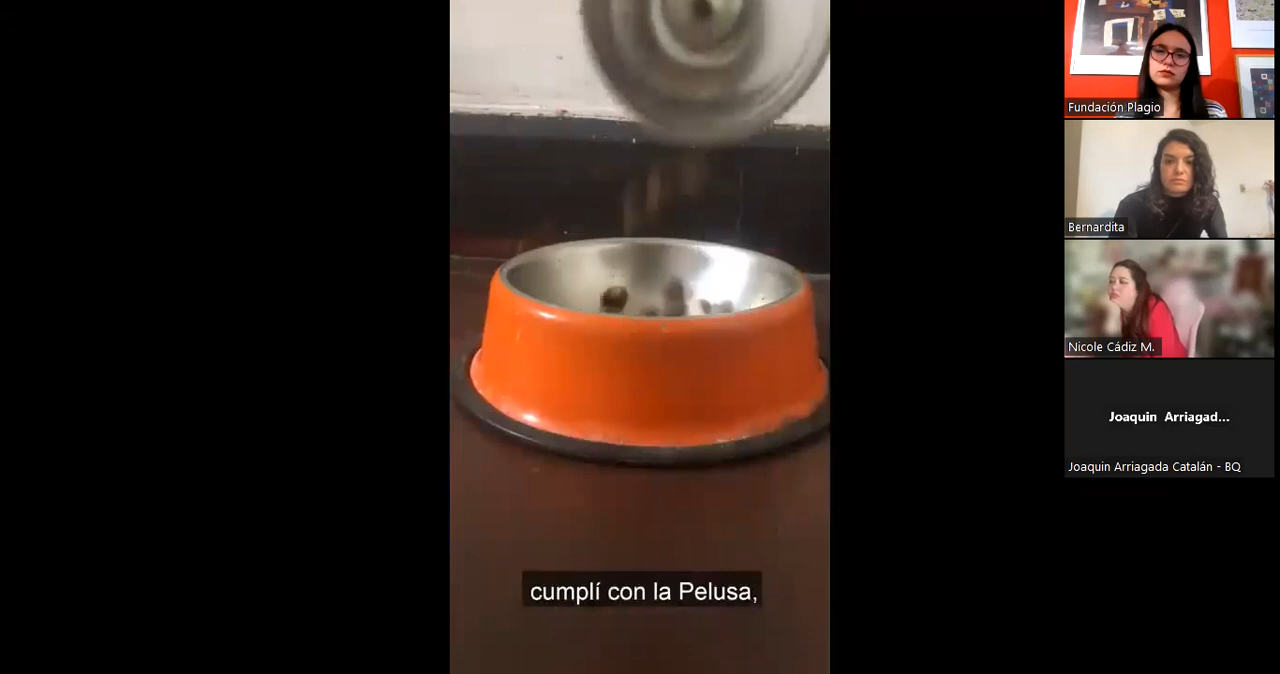 cumplí con la Pelusa,
Fundación Plagio
Bernardita
Nicole Cádiz M.
Joaquin Arriagad...
Joaquin Arriagada Catalán - BQ